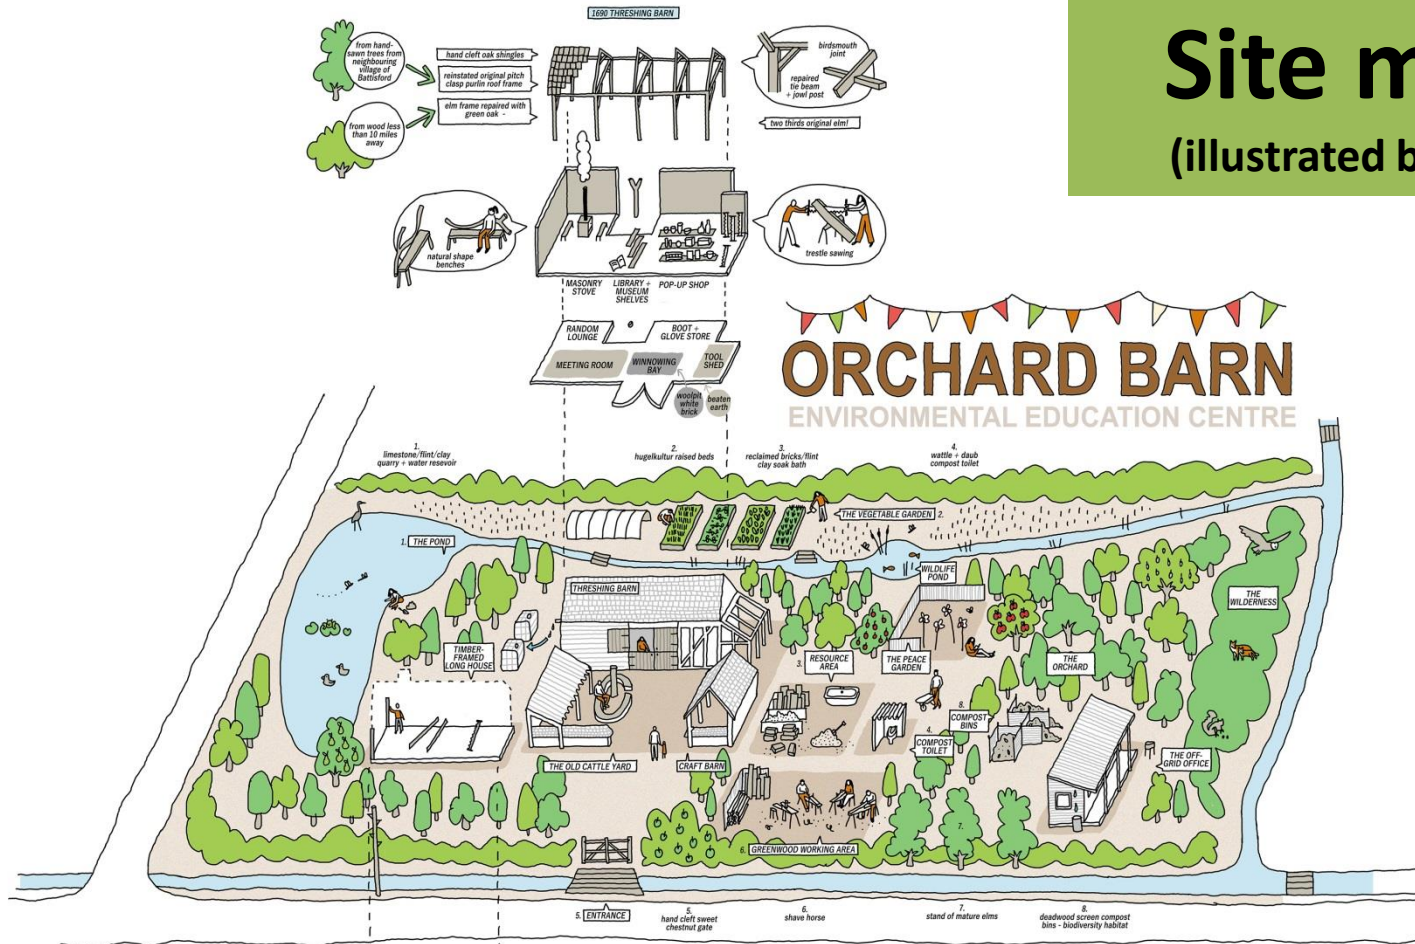 1690 THRESHING BARN
Site m
(illustrated b
from hand-
sawn trees from
neighbouring
village of
Battisford
hand cleft oak shingles
reinstated original pitch
clasp purlin roof frame
elm frame repaired with
green oak -
from wood less
than 10 miles
away
birdsmouth
joint
repaired
tie beam
+ jowl post
two thirds original elm!
natural shape
benches
trestle sawing
MASONRY
STOVE
LIBRARY +
MUSEUM
SHELVES
POP-UP SHOP
RANDOM
LOUNGE
BOOT +
GLOVE STORE
MEETING ROOM
WINNOWING
BAY
TOOL
SHED
woolpit
white
brick
beaten
earth
ORCHARD BARN
ENVIRONMENTAL EDUCATION CENTRE
1.
limestone/flint/clay
quarry + water resevoir
2.
hugelkultur raised beds
3.
reclaimed bricks/flint
clay soak bath
4.
wattle + daub
compost toilet
THE VEGETABLE GARDEN 2.
1. THE POND
WILDLIFE
POND
THRESHING BARN
THE
WILDERNESS
TIMBER-
FRAMED
LONG HOUSE
3.
RESOURCE
AREA
THE PEACE
GARDEN
THE
ORCHARD
8.
COMPOST
BINS
4.
COMPOST
TOILET
THE OFF-
GRID OFFICE
THE OLD CATTLE YARD
CRAFT BARN
7.
6. GREENWOOD WORKING AREA
5. ENTRANCE
5.
hand cleft sweet
chestnut gate
6.
shave horse
7.
stand of mature elms
8.
deadwood screen compost
bins - biodiversity habitat